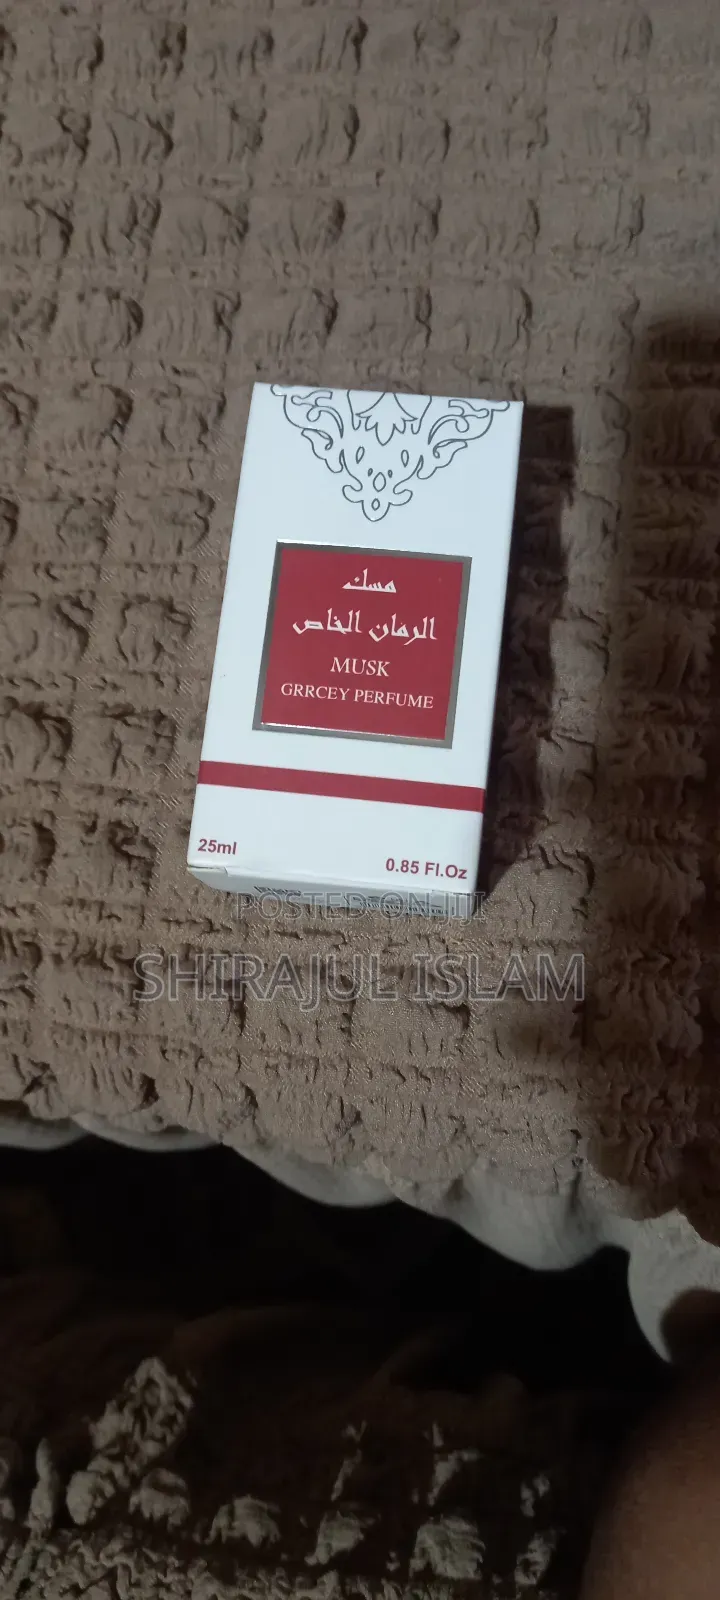 مسك
الرمان الخاص
MUSK
GRRCEY PERFUME
25ml
0.85 Fl.Oz
POSTED ON JIJI
SHIRAJUL ISLAM